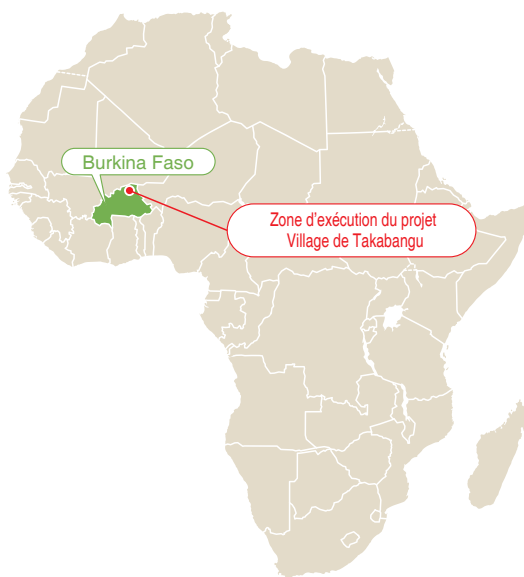 Burkina Faso
Zone d'exécution du projet
Village de Takabangu